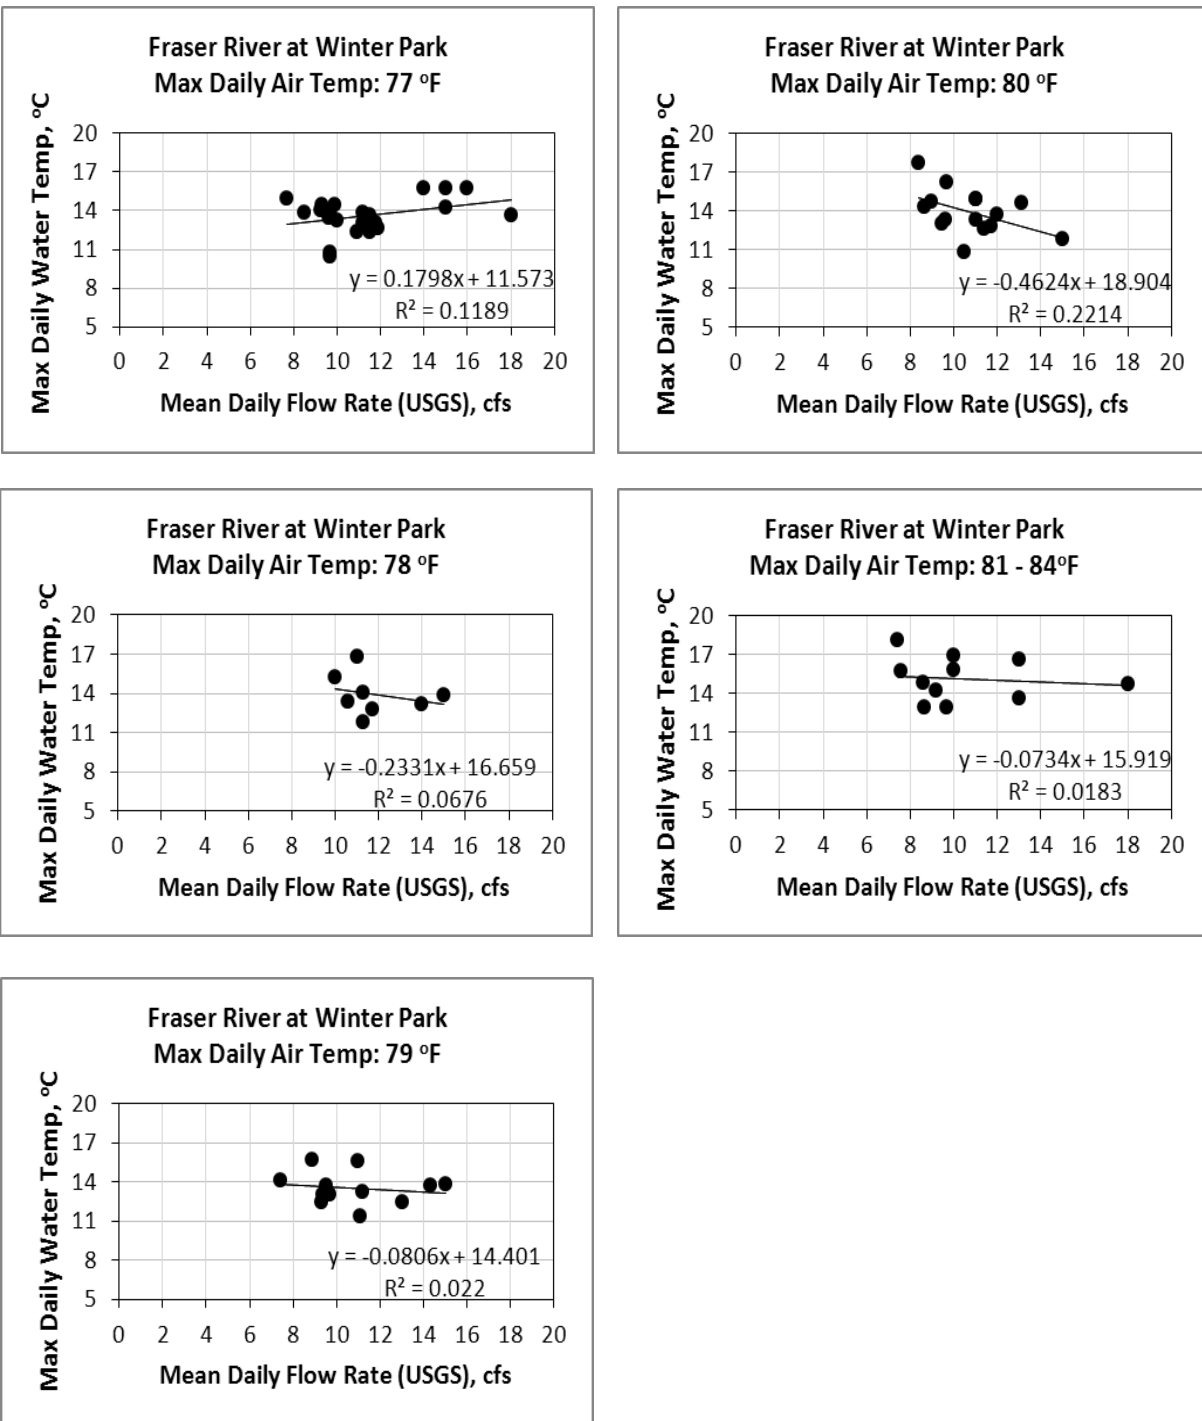 Fraser River at Winter Park
Max Daily Air Temp: 77 ºF
Max Daily Water Temp, ºC
20
17
14
11
8
5
y = 0.1798x + 11.573
R² = 0.1189
0 2 4 6 8 10 12 14 16 18 20
Mean Daily Flow Rate (USGS), cfs
Fraser River at Winter Park
Max Daily Air Temp: 80 ºF
Max Daily Water Temp, ºC
20
17
14
11
8
5
y = -0.4624x + 18.904
R² = 0.2214
0 2 4 6 8 10 12 14 16 18 20
Mean Daily Flow Rate (USGS), cfs
Fraser River at Winter Park
Max Daily Air Temp: 78 ºF
Max Daily Water Temp, ºC
20
17
14
11
8
5
y = -0.2331x + 16.659
R² = 0.0676
0 2 4 6 8 10 12 14 16 18 20
Mean Daily Flow Rate (USGS), cfs
Fraser River at Winter Park
Max Daily Air Temp: 81 - 84ºF
Max Daily Water Temp, ºC
20
17
14
11
8
5
y = -0.0734x + 15.919
R² = 0.0183
0 2 4 6 8 10 12 14 16 18 20
Mean Daily Flow Rate (USGS), cfs
Fraser River at Winter Park
Max Daily Air Temp: 79 ºF
Max Daily Water Temp, ºC
20
17
14
11
8
5
y = -0.0806x + 14.401
R² = 0.022
0 2 4 6 8 10 12 14 16 18 20
Mean Daily Flow Rate (USGS), cfs